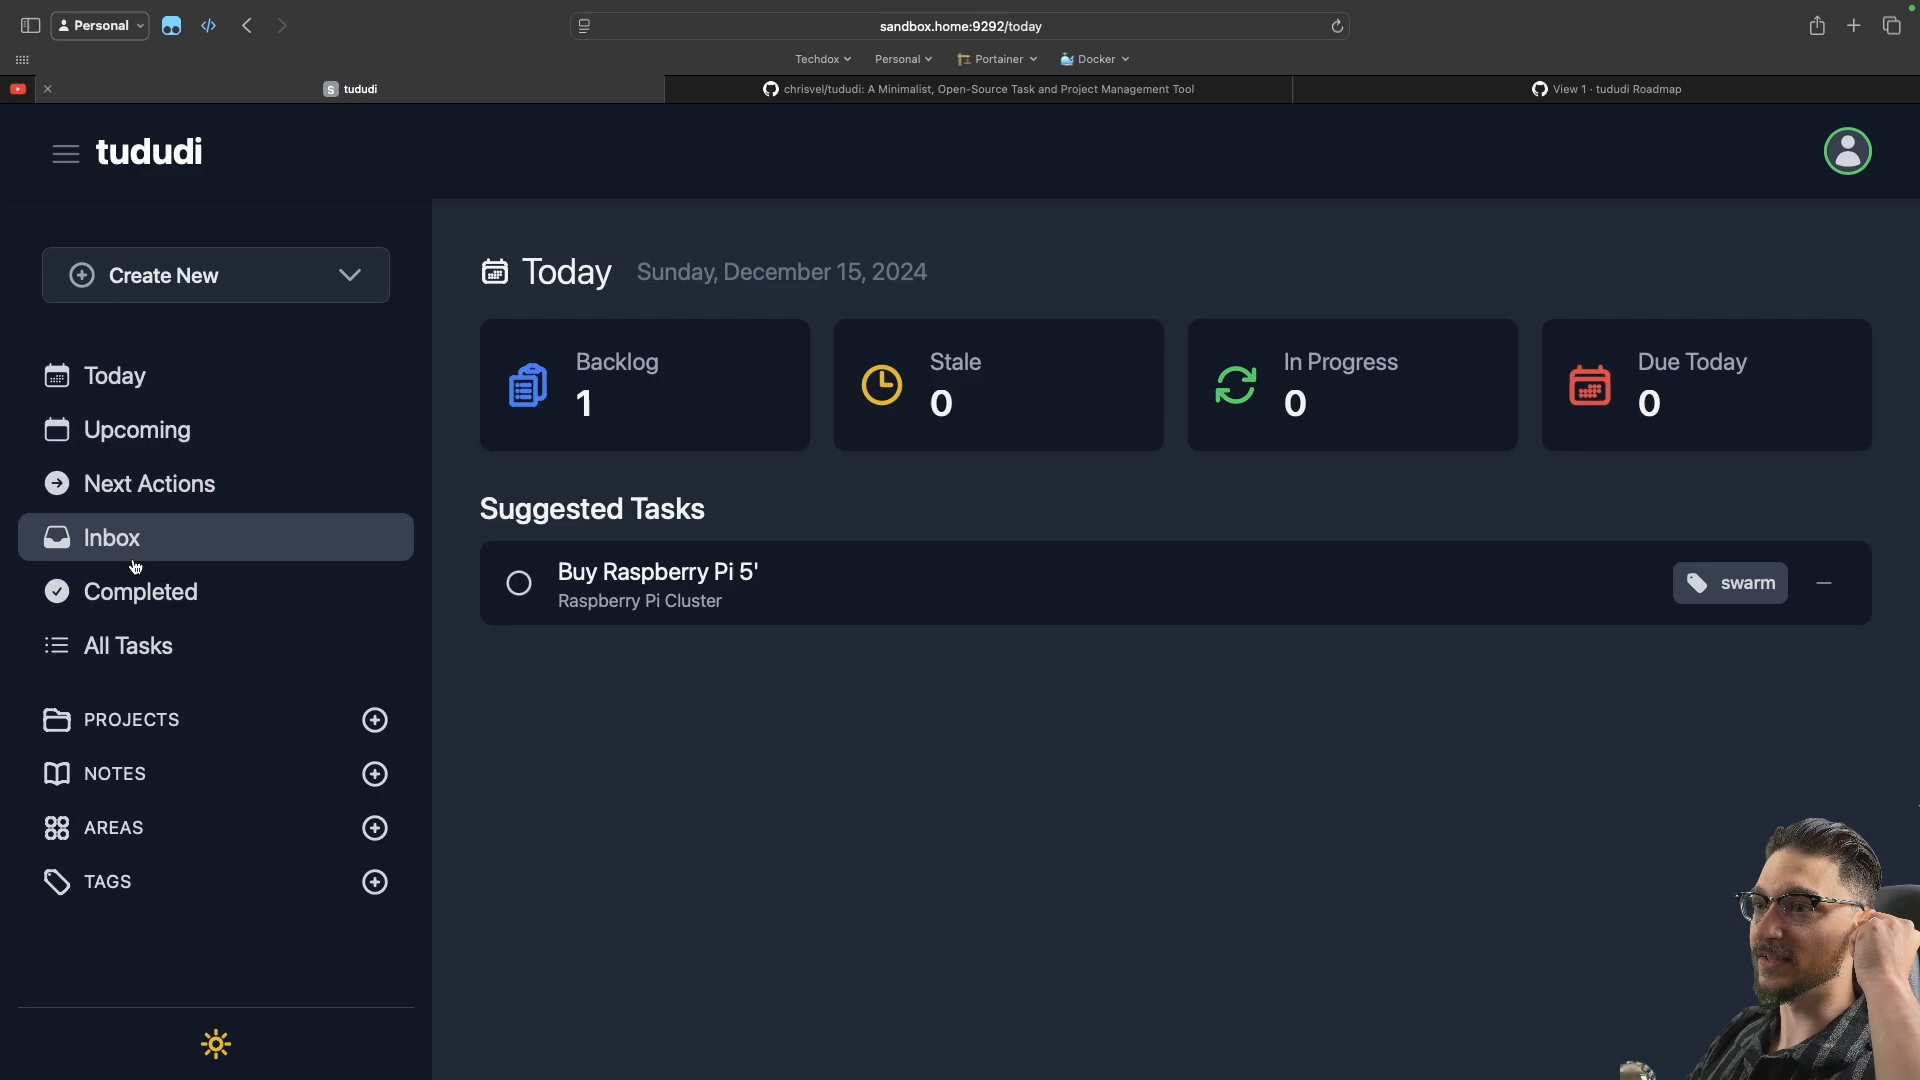 Personal
sandbox.home:9292/today
Techdox
Personal
Portainer
Docker
S tududi
chrisvel/tududi: A Minimalist, Open-Source Task and Project Management Tool
View 1 · tududi Roadmap
tududi
Create New
Today
Upcoming
Next Actions
Inbox
Completed
All Tasks
PROJECTS
NOTES
AREAS
TAGS
Today Sunday, December 15, 2024
Backlog
1
Stale
0
In Progress
0
Due Today
0
Suggested Tasks
Buy Raspberry Pi 5'
Raspberry Pi Cluster
swarm